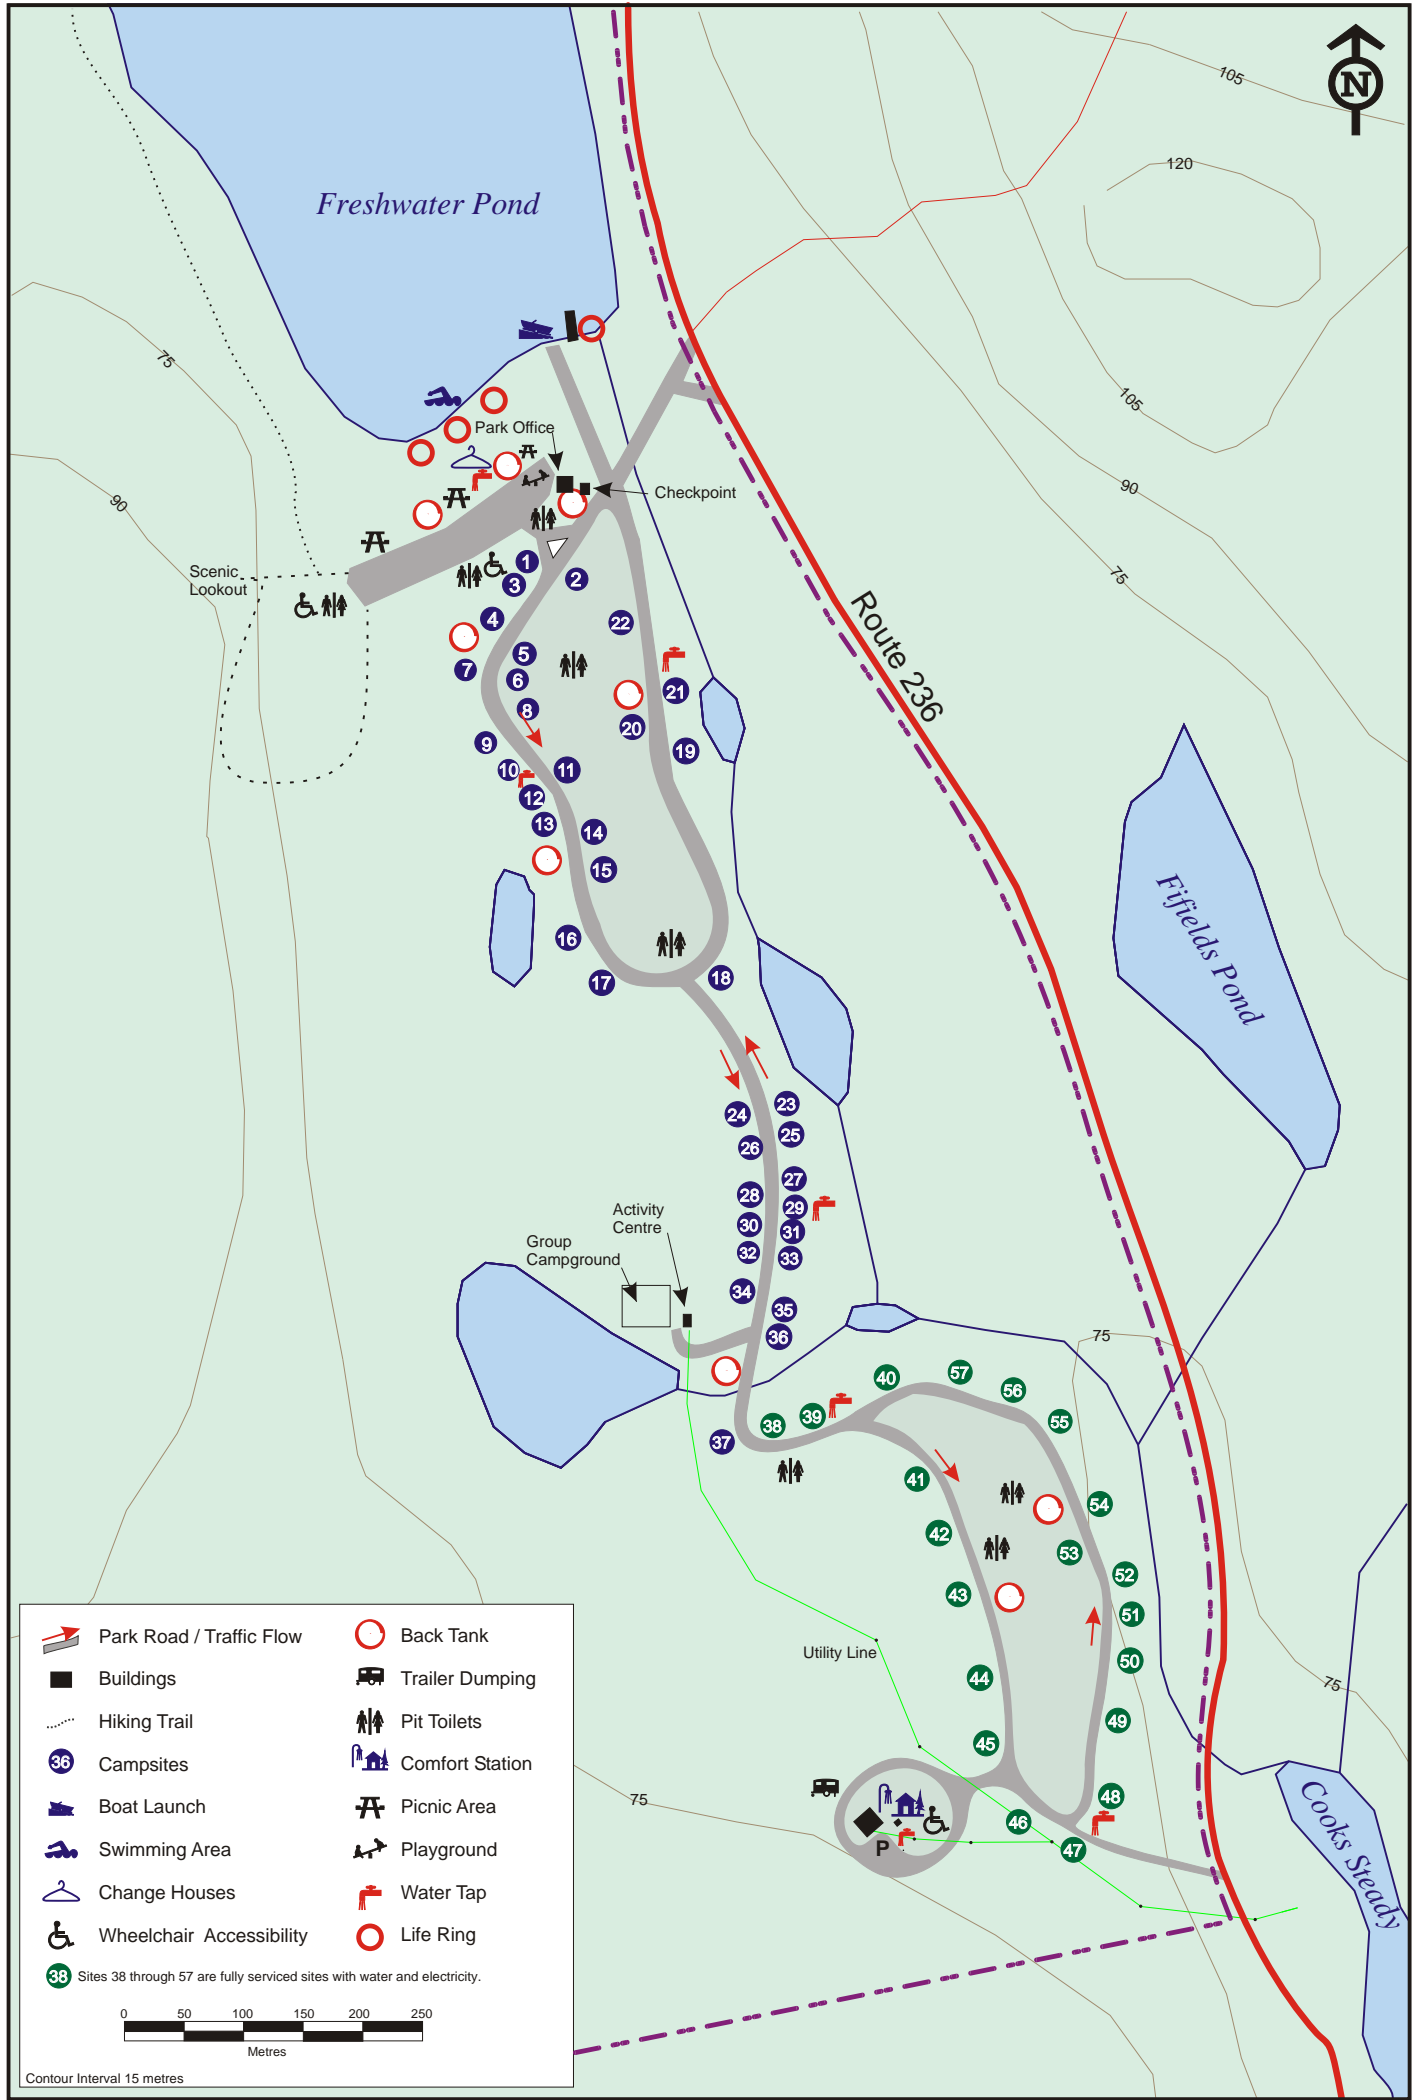 N
105
120
Freshwater Pond
75
105
Park Office
90
Checkpoint
90
75
Scenic
Lookout
1
2
3
4
22
5
7
6
21
8
20
9
19
10
11
12
13
14
15
16
17
18
Route 236
Fifields Pond
23
24
25
26
27
28
29
30
31
32
33
34
35
36
Activity
Centre
Group
Campground
75
57
40
56
39
55
38
37
41
54
42
53
52
43
51
50
44
49
45
48
46
47
Utility Line
75
75
P
Cooks Steady
Park Road / Traffic Flow
Back Tank
Buildings
Trailer Dumping
Hiking Trail
Pit Toilets
36
Campsites
Comfort Station
Boat Launch
Picnic Area
Swimming Area
Playground
Change Houses
Water Tap
Wheelchair Accessibility
Life Ring
38 Sites 38 through 57 are fully serviced sites with water and electricity.
0 50 100 150 200 250
Metres
Contour Interval 15 metres